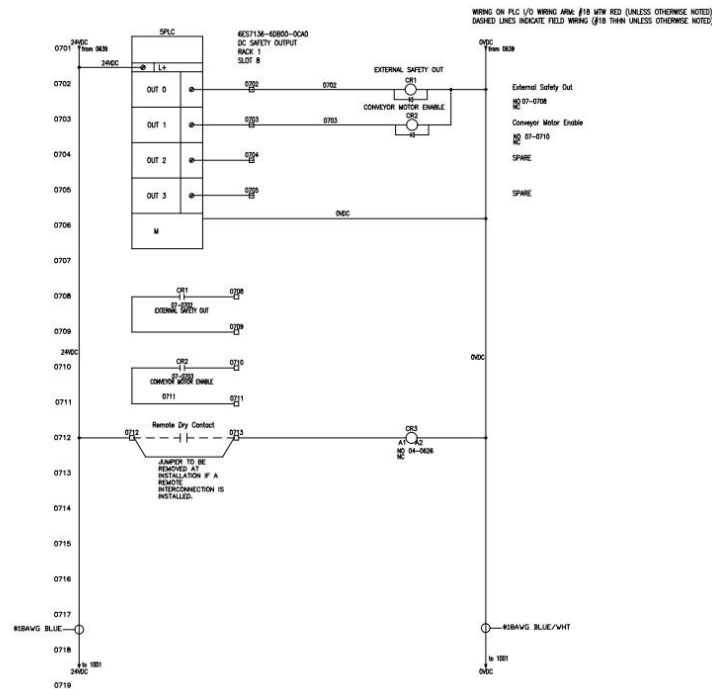 WIRING ON PLC I/O WIRING ARM: #18 MTW RED (UNLESS OTHERWISE NOTED)
DASHED LINES INDICATE FIELD WIRING (#18 THHN UNLESS OTHERWISE NOTED)
24VDC
from 0639
0VDC
from 0639
5PLC
6ES7136-6DB00-0CA0
DC SAFETY OUTPUT
RACK 1
SLOT 8
0701
24VDC
L+
0702
OUT 0
0702
0702
EXTERNAL SAFETY OUT
CR1
External Safety Out
NO 07-0708
NC
0703
OUT 1
0703
0703
CONVEYOR MOTOR ENABLE
CR2
Conveyor Motor Enable
NO 07-0710
NC
0704
OUT 2
0704
SPARE
0705
OUT 3
0705
SPARE
0706
M
0VDC
0707
0708
CR1
0708
07-0702
EXTERNAL SAFETY OUT
0709
0709
24VDC
0VDC
0710
CR2
0710
07-0703
CONVEYOR MOTOR ENABLE
0711
0711
0711
0712
0712
Remote Dry Contact
0713
CR3
A1 A2
NO 04-0626
NC
0713
JUMPER TO BE
REMOVED AT
INSTALLATION IF A
REMOTE
INTERCONNECTION IS
INSTALLED.
0714
0715
0716
0717
#18AWG BLUE
#18AWG BLUE/WHT
0718
to 1001
24VDC
to 1001
0VDC
0719